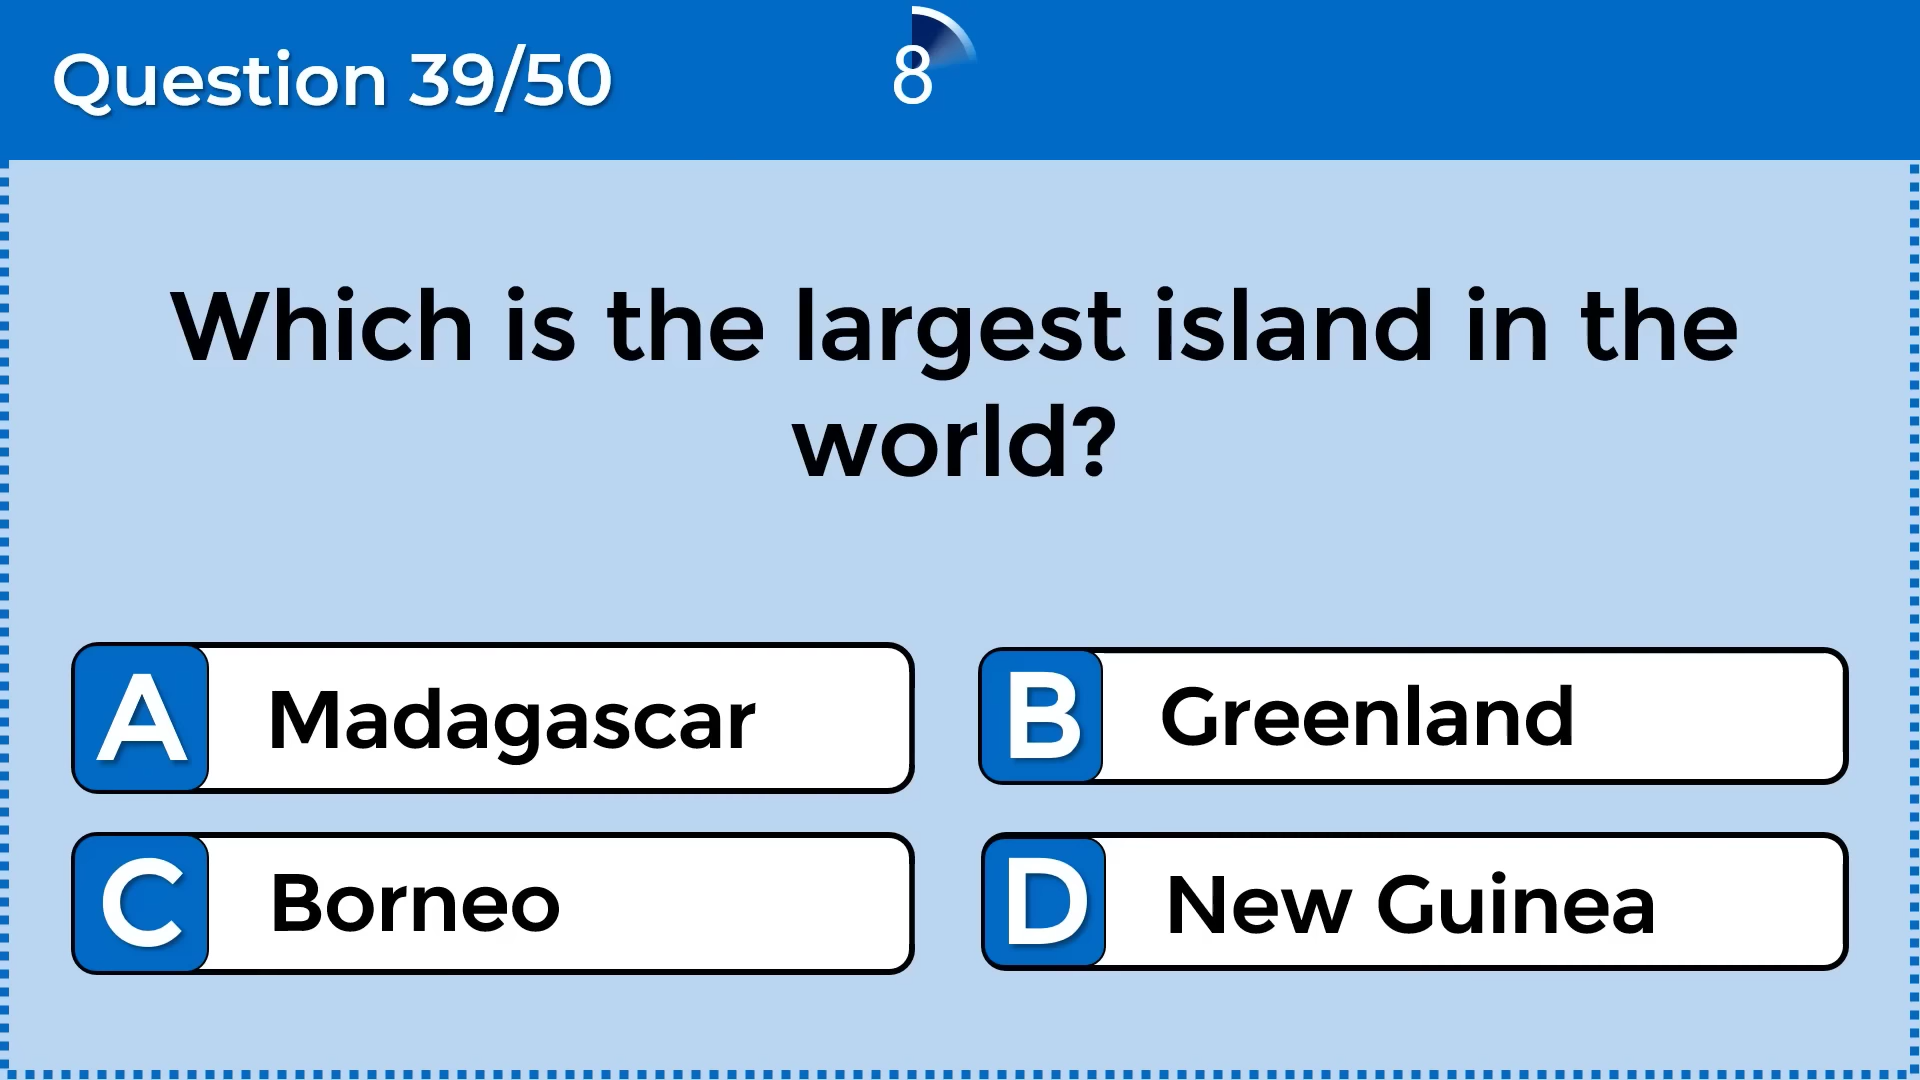 Question 39/50
8
Which is the largest island in the
world?
A Madagascar
B Greenland
C Borneo
D New Guinea